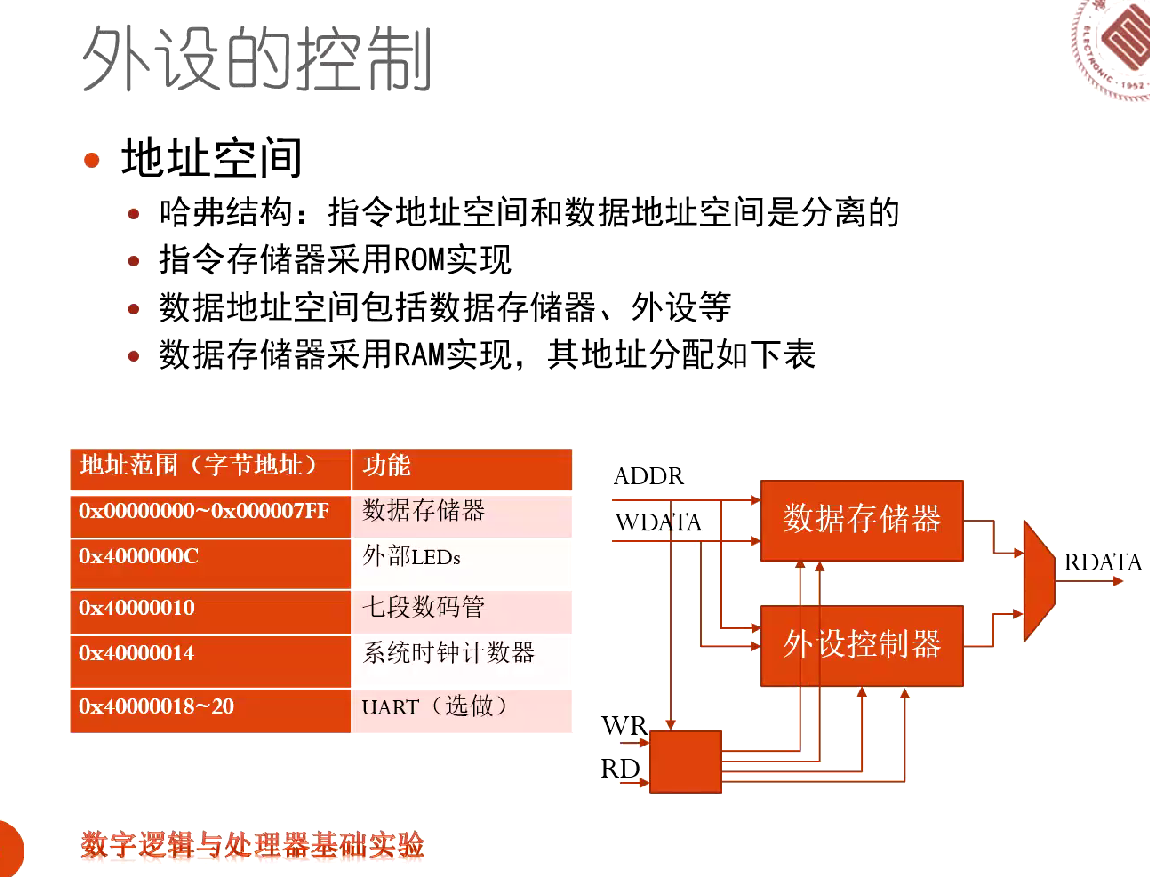 外设的控制
ELECTRONIC 1952
地址空间
哈弗结构：指令地址空间和数据地址空间是分离的
指令存储器采用ROM实现
数据地址空间包括数据存储器、外设等
数据存储器采用RAM实现，其地址分配如下表
地址范围（字节地址） 功能
0x00000000~0x000007FF 数据存储器
0x4000000C 外部LEDs
0x40000010 七段数码管
0x40000014 系统时钟计数器
0x40000018~20 UART（选做）
ADDR
WDATA
数据存储器
RDATA
外设控制器
WR
RD
数字逻辑与处理器基础实验